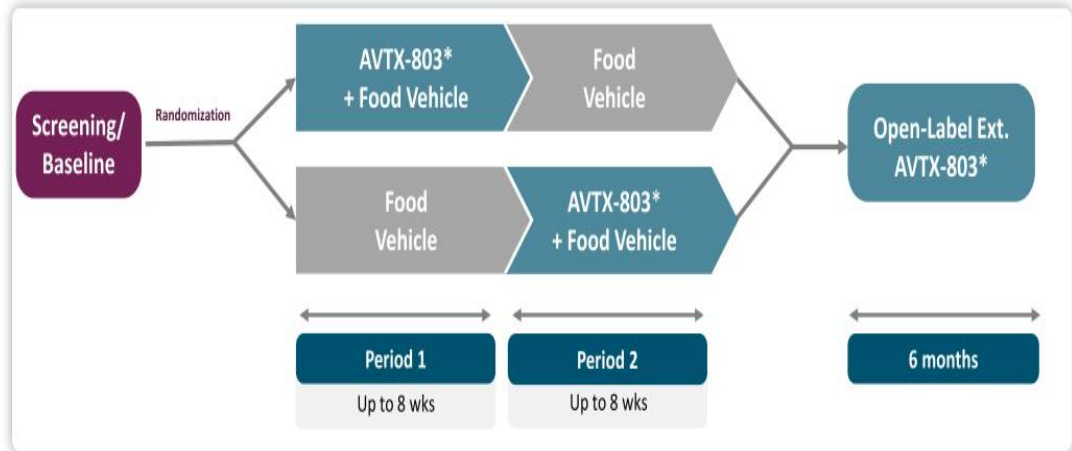 Screening/
Baseline
Randomization
AVTX-803*
+ Food Vehicle
Food
Vehicle
Food
Vehicle
AVTX-803*
+ Food Vehicle
Open-Label Ext.
AVTX-803*
Period 1
Up to 8 wks
Period 2
Up to 8 wks
6 months